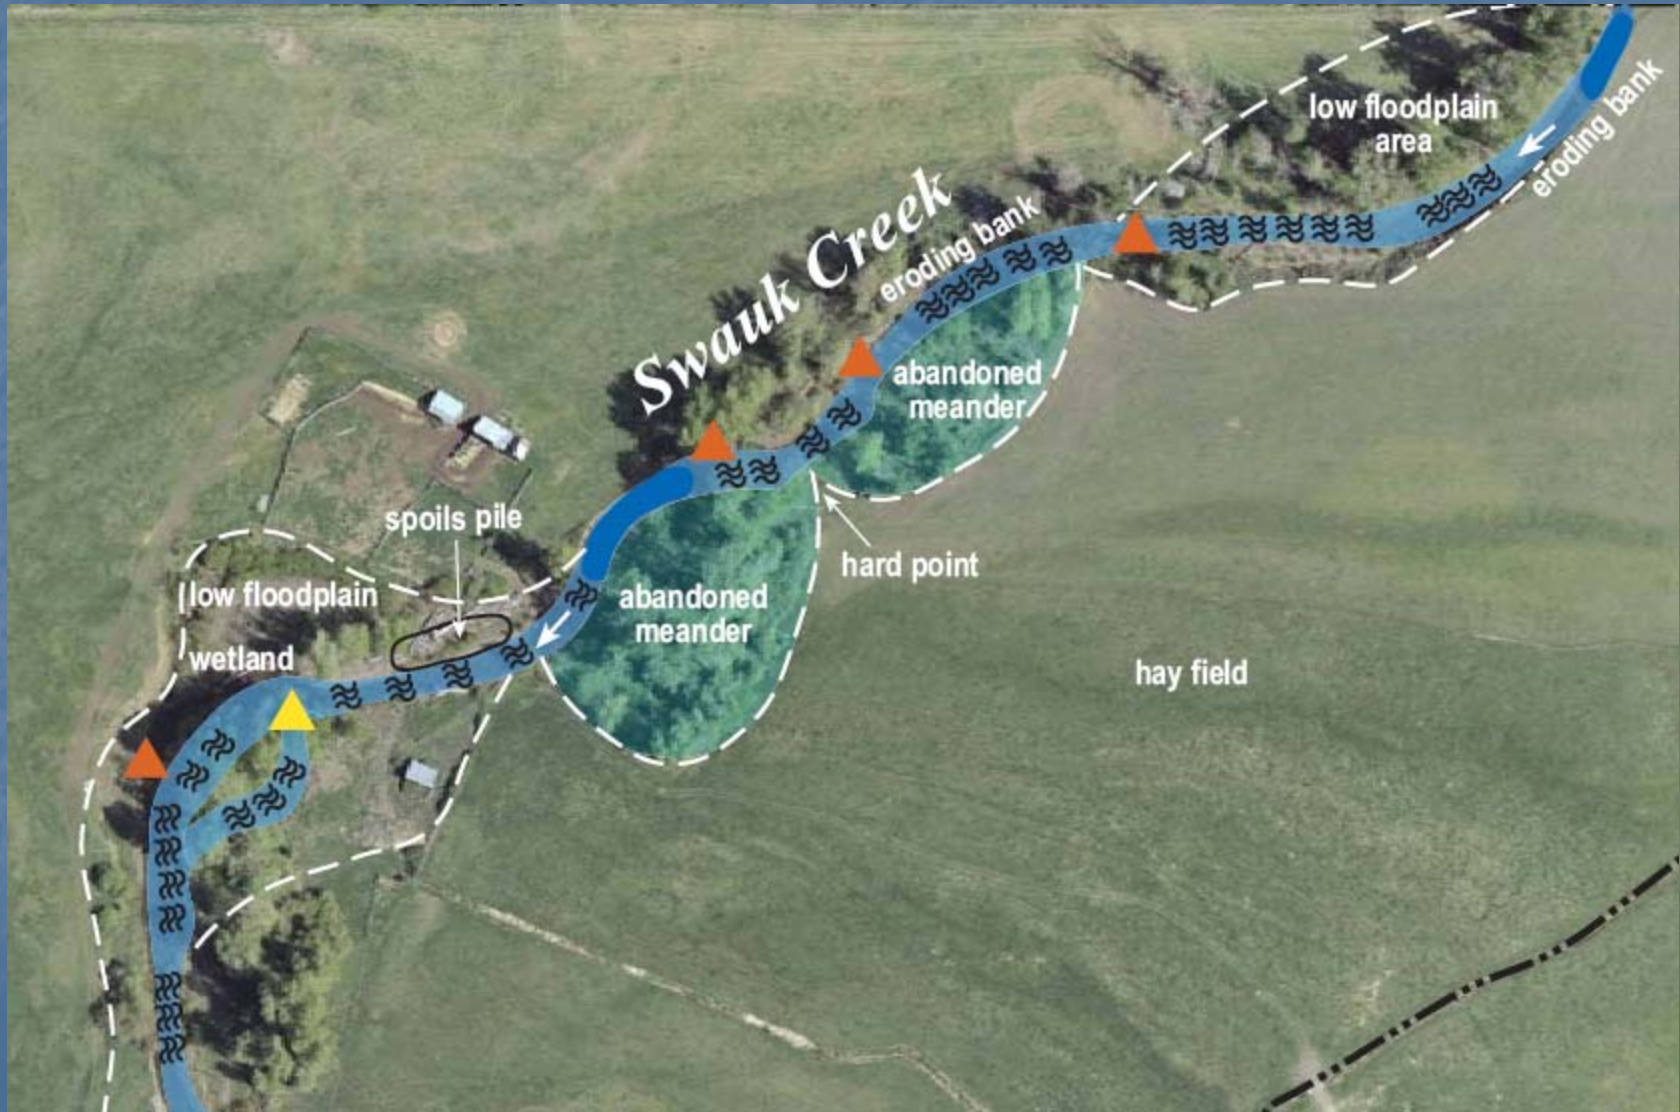 low floodplain
area
eroding bank
Swauk Creek
eroding bank
abandoned
meander
spoils pile
hard point
low floodplain
abandoned
meander
wetland
hay field